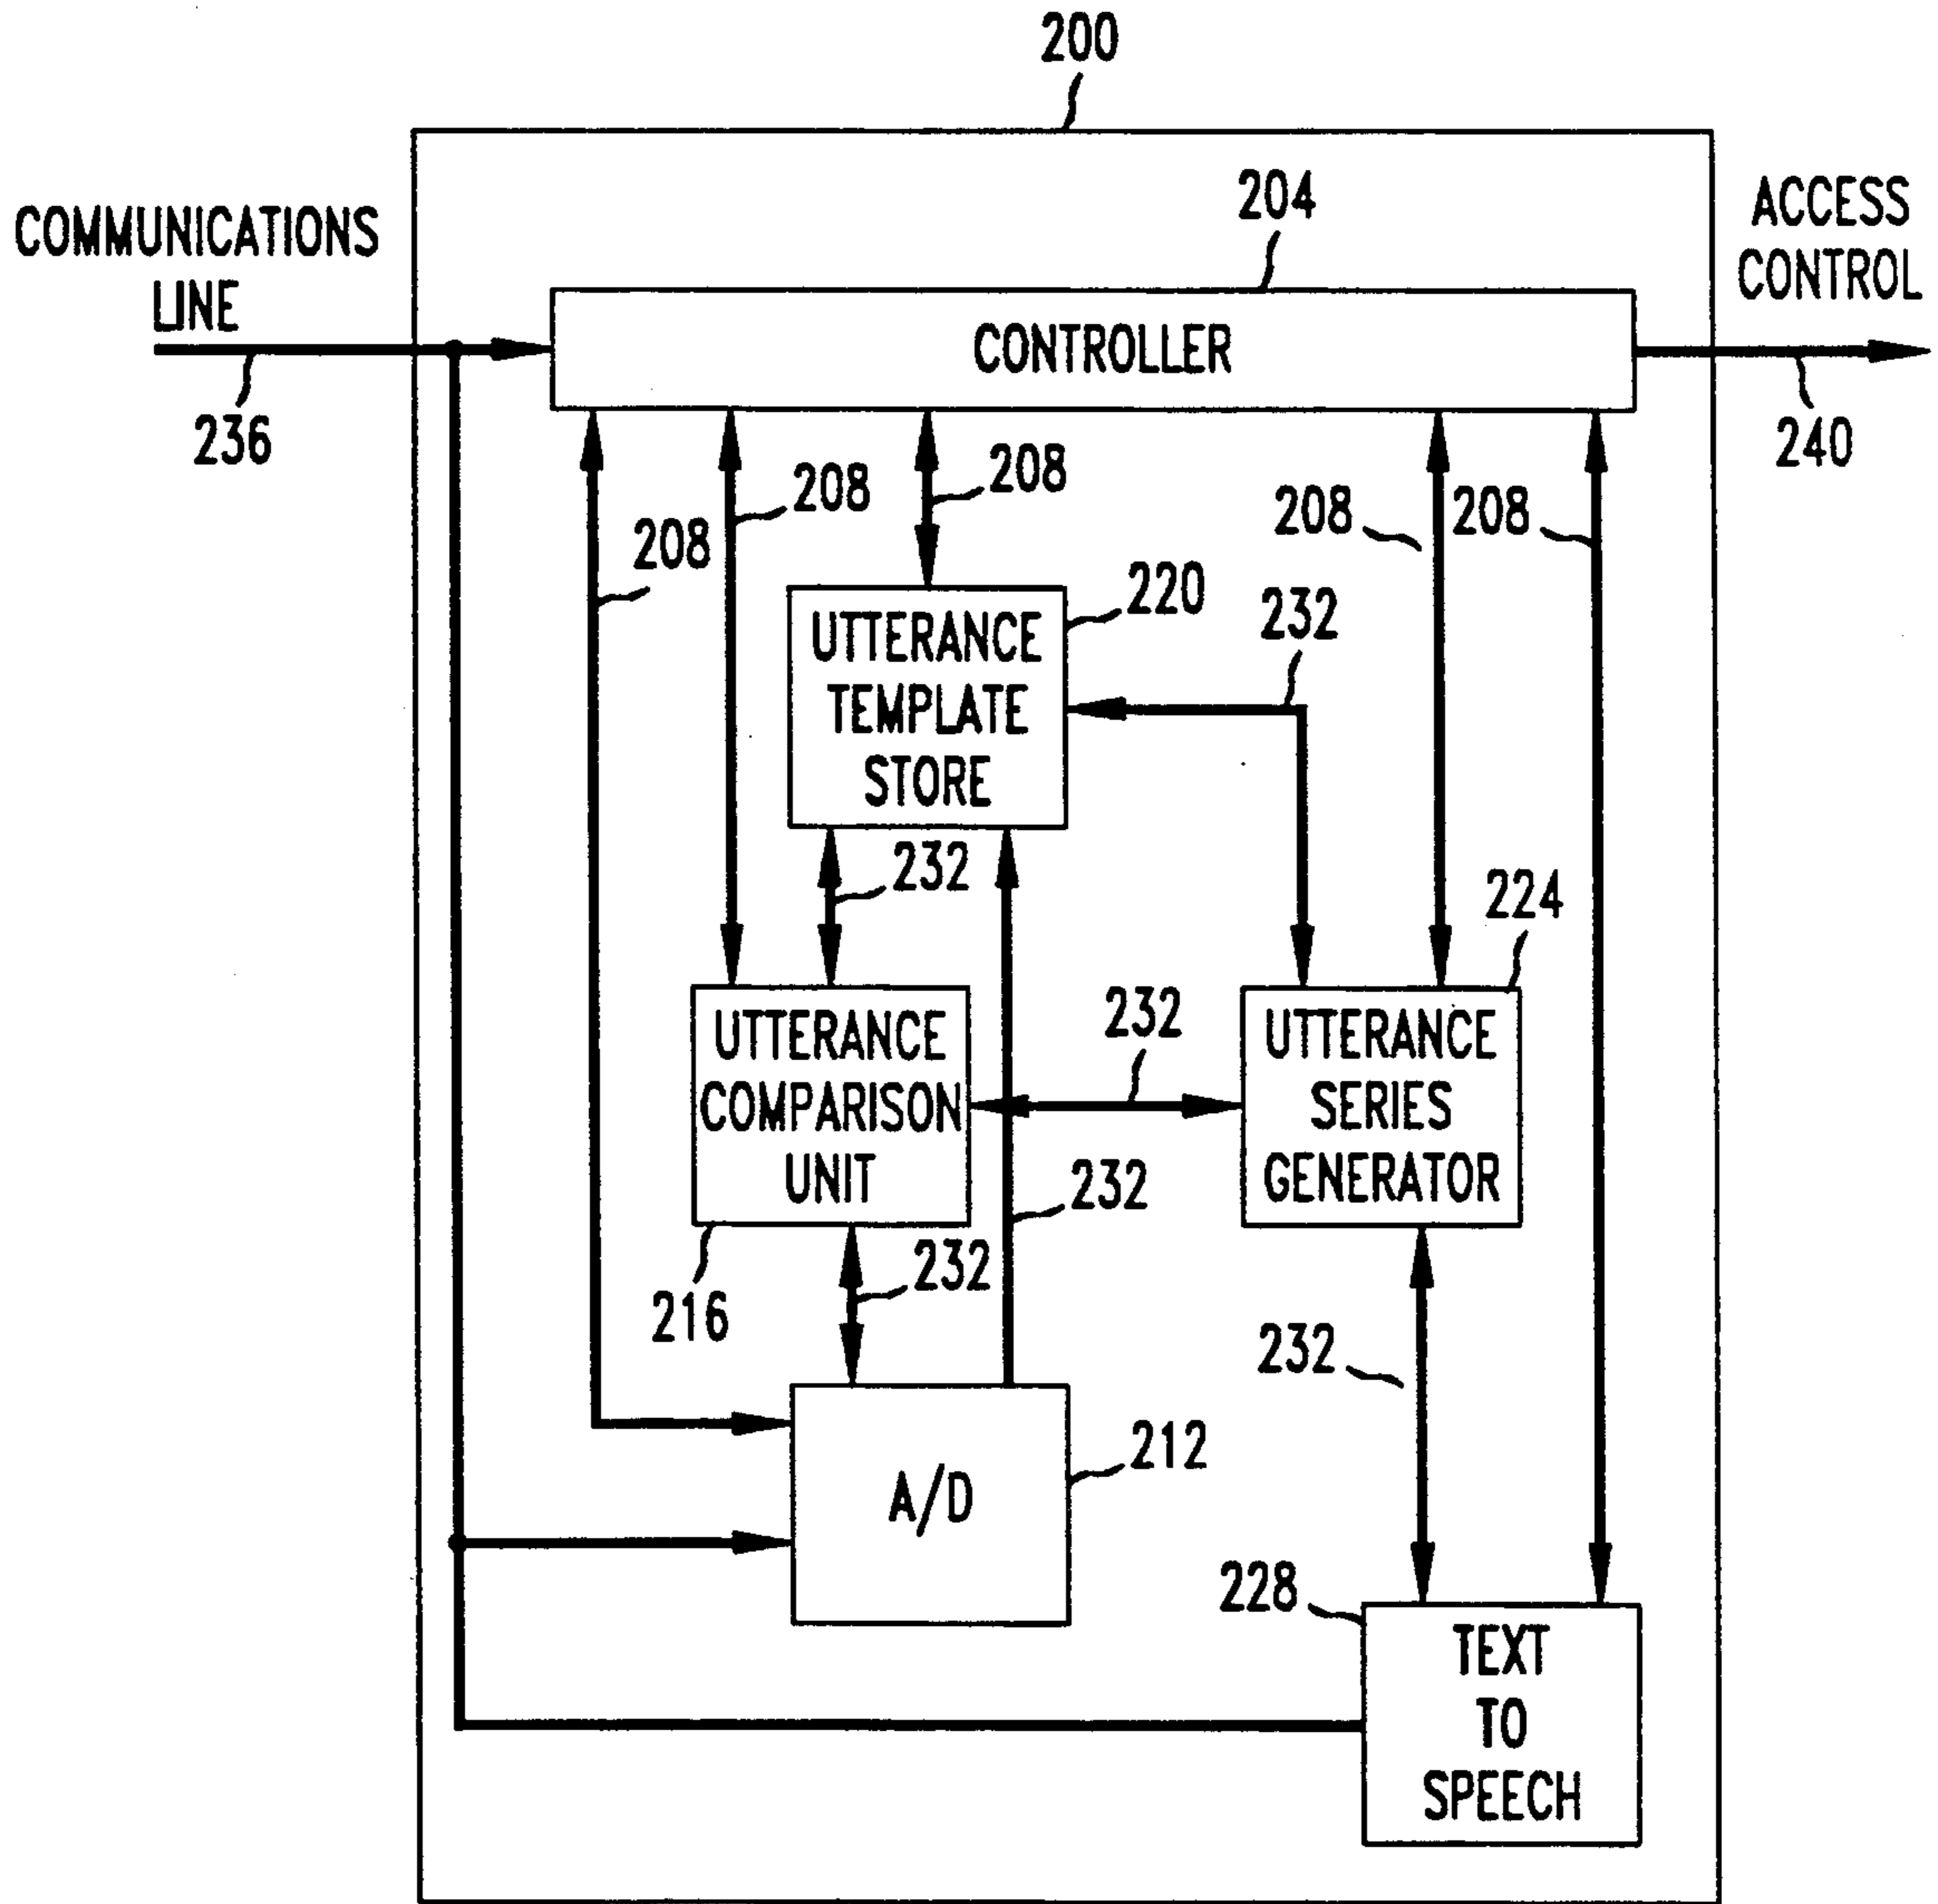 200
COMMUNICATIONS
LINE
204
ACCESS
CONTROL
CONTROLLER
236
240
208
208
208
208
208
220
UTTERANCE
TEMPLATE
STORE
232
232
224
UTTERANCE
COMPARISON
UNIT
232
UTTERANCE
SERIES
GENERATOR
232
216
232
232
212
A/D
228
TEXT
TO
SPEECH